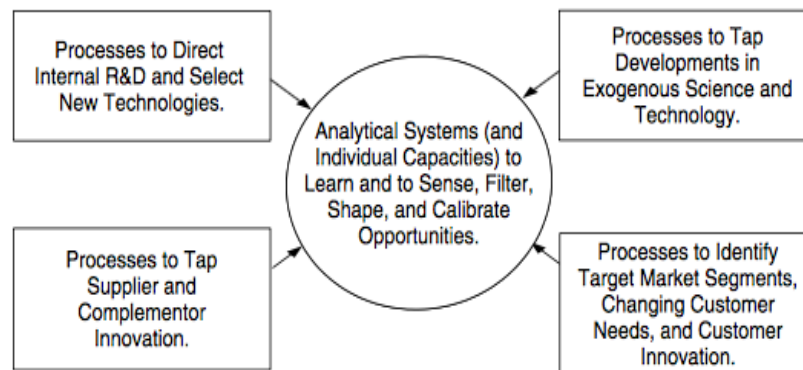 Processes to Direct
Internal R&D and Select
New Technologies.
Processes to Tap
Developments in
Exogenous Science and
Technology.
Analytical Systems (and
Individual Capacities) to
Learn and to Sense, Filter,
Shape, and Calibrate
Opportunities.
Processes to Tap
Supplier and
Complementor
Innovation.
Processes to Identify
Target Market Segments,
Changing Customer
Needs, and Customer
Innovation.